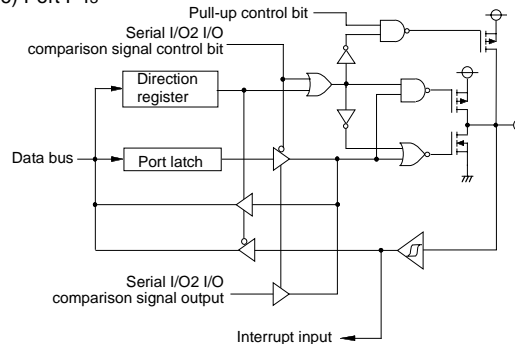 Pull-up control bit
Serial I/O2 I/O
comparison signal control bit
Direction
register
Data bus
Port latch
Serial I/O2 I/O
comparison signal output
Interrupt input